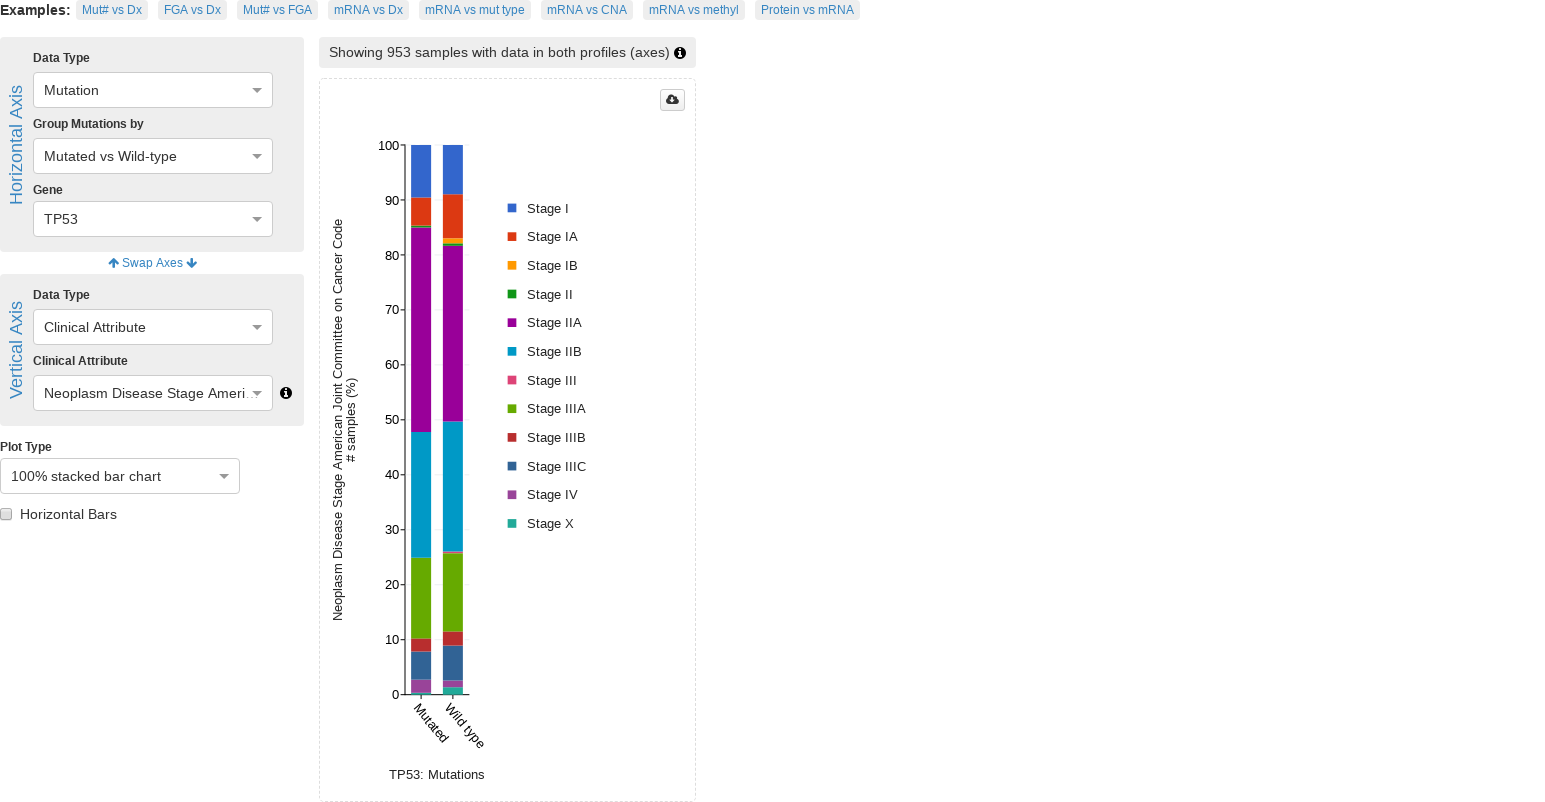 Examples: Mut# vs Dx FGA vs Dx Mut# vs FGA mRNA vs Dx mRNA vs mut type mRNA vs CNA mRNA vs methyl Protein vs mRNA
Horizontal Axis
Data Type
Mutation
Group Mutations by
Mutated vs Wild-type
Gene
TP53
Swap Axes
Vertical Axis
Data Type
Clinical Attribute
Clinical Attribute
Neoplasm Disease Stage Ameri...
Plot Type
100% stacked bar chart
Horizontal Bars
Showing 953 samples with data in both profiles (axes)
Neoplasm Disease Stage American Joint Committee on Cancer Code
# samples (%)
100
90
80
70
60
50
40
30
20
10
0
Mutated
Wild type
TP53: Mutations
Stage I
Stage IA
Stage IB
Stage II
Stage IIA
Stage IIB
Stage III
Stage IIIA
Stage IIIB
Stage IIIC
Stage IV
Stage X